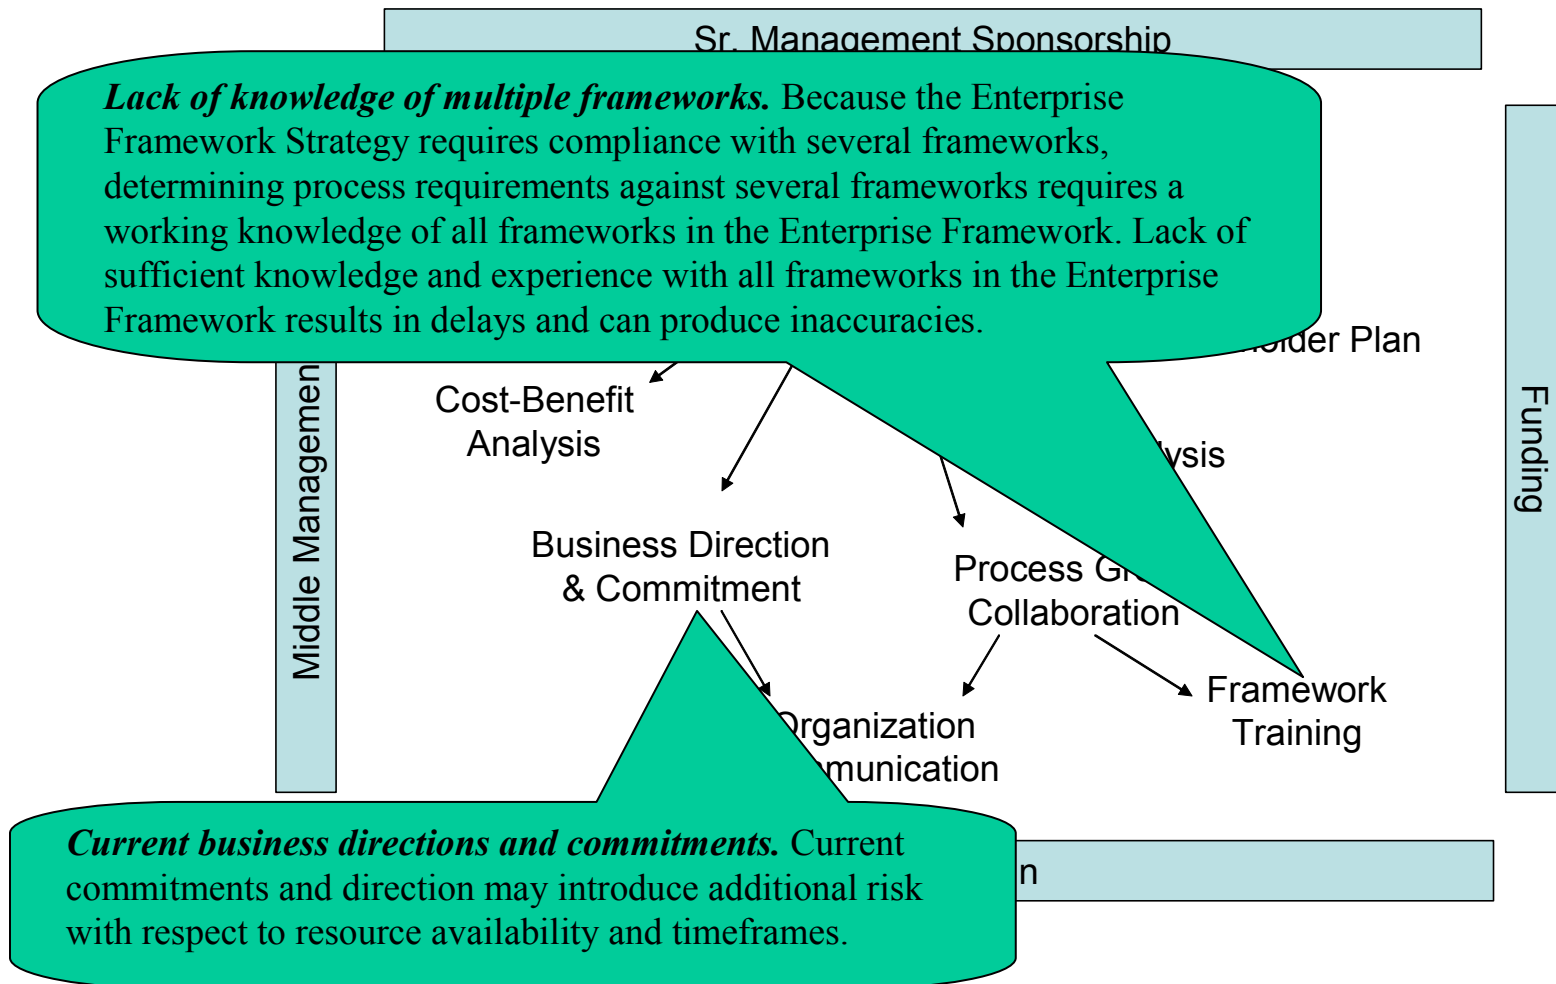 Sr. Management Sponsorship
Lack of knowledge of multiple frameworks. Because the Enterprise
Framework Strategy requires compliance with several frameworks,
determining process requirements against several frameworks requires a
working knowledge of all frameworks in the Enterprise Framework. Lack of
sufficient knowledge and experience with all frameworks in the Enterprise
Framework results in delays and can produce inaccuracies.
Plan
Middle
Cost-Benefit
Analysis
Funding
Business Direction
& Commitment
Process
Collaboration
Framework
Training
Organization
Current business directions and commitments. Current
commitments and direction may introduce additional risk
with respect to resource availability and timeframes.